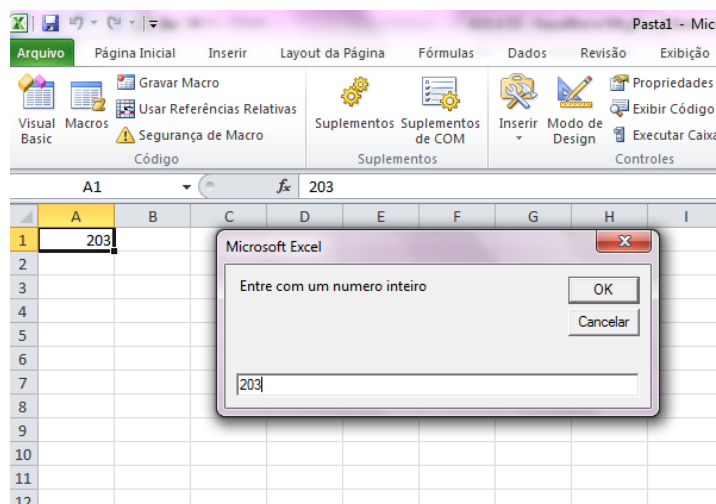 Pasta1 - Mic
Arquivo Página Inicial Inserir Layout da Página Fórmulas Dados Revisão Exibição
Visual Basic
Macros
Gravar Macro
Usar Referências Relativas
Segurança de Macro
Código
Suplementos
Suplementos de COM
Suplementos
Inserir
Modo de Design
Propriedades
Exibir Código
Executar Caixa
Controles
A1 fx 203
A B C D E F G H I
1 203
2
3
4
5
6
7
8
9
10
11
12
Microsoft Excel
Entre com um numero inteiro
OK
Cancelar
203